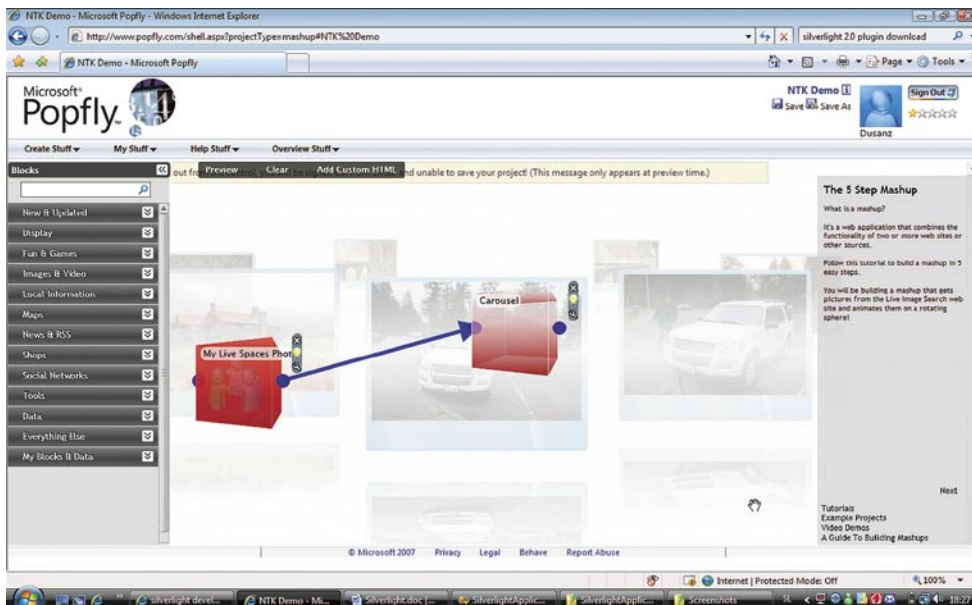 NTK Demo - Microsoft Popfly - Windows Internet Explorer
http://www.popfly.com/shell.aspx?projectType=mashup#NTK%20Demo
silverlight 2.0 plugin download
NTK Demo - Microsoft Popfly
Page
Tools
Microsoft®
Popfly.
NTK Demo
Save
Save As
Sign Out
Dusanz
Create Stuff
My Stuff
Help Stuff
Overview Stuff
Blocks
Preview
Clear
Add Custom HTML
and unable to save your project! (This message only appears at preview time.)
New & Updated
Display
Fun & Games
Images & Video
Local Information
Maps
News & RSS
Shops
Social Networks
Tools
Data
Everything Else
My Blocks & Data
My Live Spaces Phot
Carousel
The 5 Step Mashup
What is a mashup?
It's a web application that combines the
functionality of two or more web sites or
other sources.
Follow this tutorial to build a mashup in 5
easy steps.
You will be building a mashup that gets
pictures from the Live Image Search web
site and animates them on a rotating
sphere!
Next
Tutorials
Example Projects
Video Demos
A Guide To Building Mashups
© Microsoft 2007
Privacy
Legal
Behave
Report Abuse
Internet | Protected Mode: Off
100%
silverlight devel...
NTK Demo - Mi...
Silverlight.doc [...
SilverlightApplic...
SilverlightApplic...
Screenshots
SL
18:27